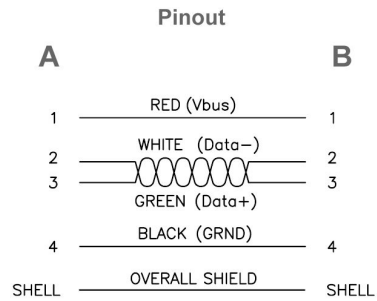 Pinout
A B
1 RED (Vbus) 1
WHITE (Data−)
2 2
3 3
GREEN (Data+)
4 BLACK (GRND) 4
SHELL OVERALL SHIELD SHELL